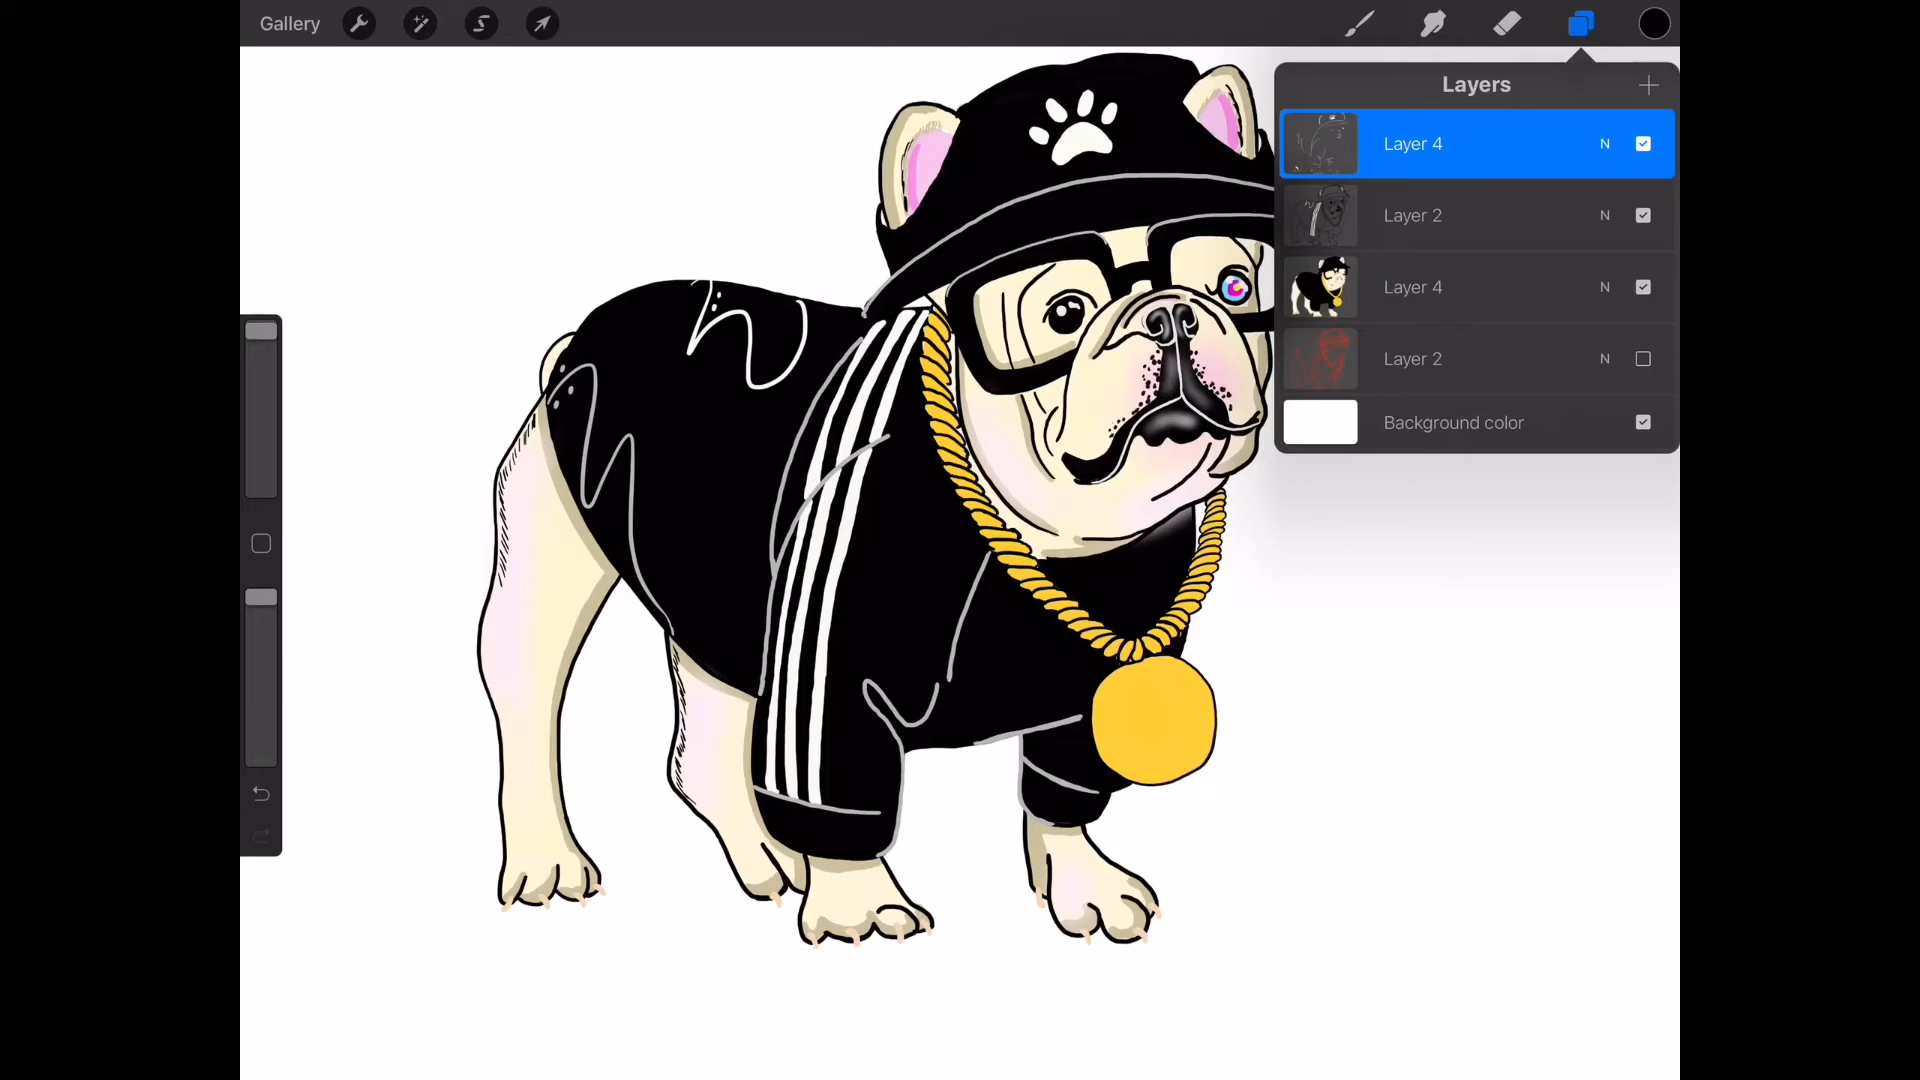 Gallery
Layers
Layer 4 N
Layer 2 N
Layer 4 N
Layer 2 N
Background color